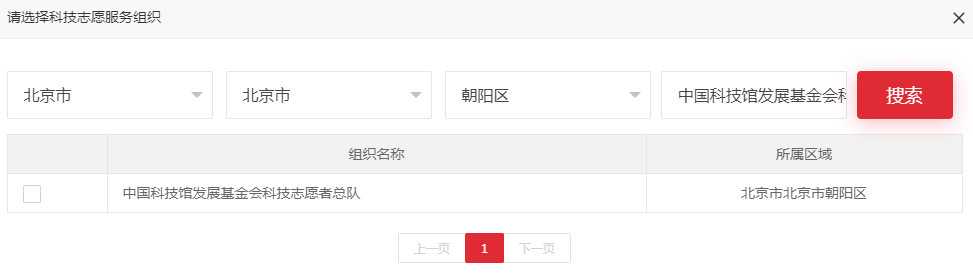 请选择科技志愿服务组织
北京市 北京市 朝阳区 中国科技馆发展基金会科 搜索
组织名称 所属区域
中国科技馆发展基金会科技志愿者总队 北京市北京市朝阳区
上一页 1 下一页